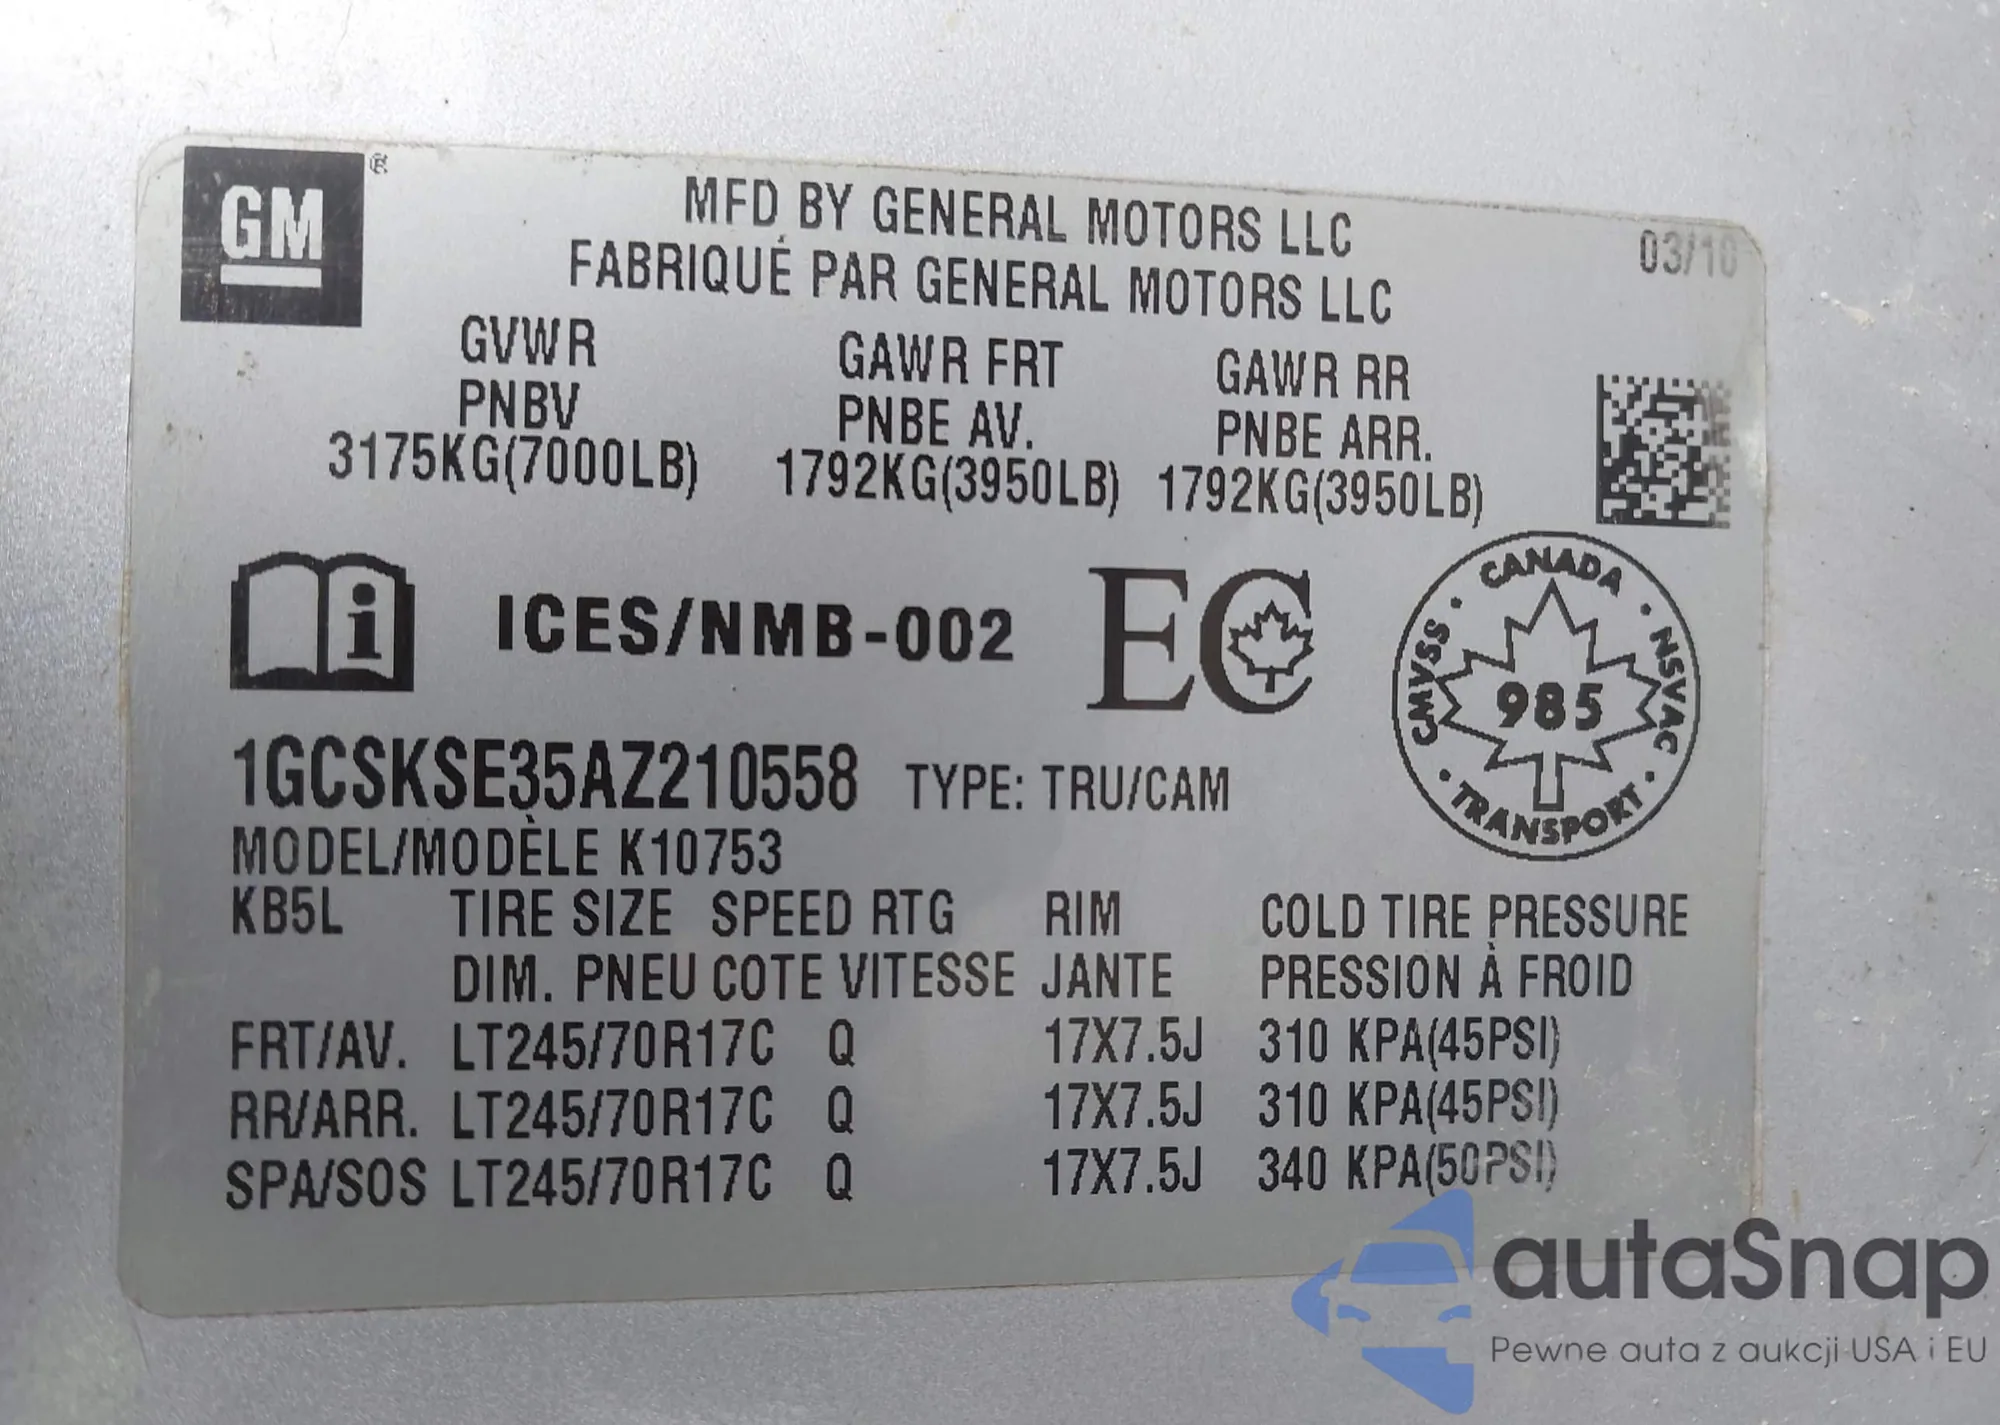 GM ®
MFD BY GENERAL MOTORS LLC
FABRIQUÉ PAR GENERAL MOTORS LLC
03/10
GVWR GAWR FRT GAWR RR
PNBV PNBE AV. PNBE ARR.
3175KG(7000LB) 1792KG(3950LB) 1792KG(3950LB)
i ICES/NMB-002 EC
CANADA
CMVSS · 985 · NSVAC
· TRANSPORT ·
1GCSKSE35AZ210558 TYPE: TRU/CAM
MODEL/MODÈLE K10753
KB5L TIRE SIZE SPEED RTG RIM COLD TIRE PRESSURE
DIM. PNEU COTE VITESSE JANTE PRESSION À FROID
FRT/AV. LT245/70R17C Q 17X7.5J 310 KPA(45PSI)
RR/ARR. LT245/70R17C Q 17X7.5J 310 KPA(45PSI)
SPA/SOS LT245/70R17C Q 17X7.5J 340 KPA(50PSI)
autaSnap
Pewne auta z aukcji USA i EU